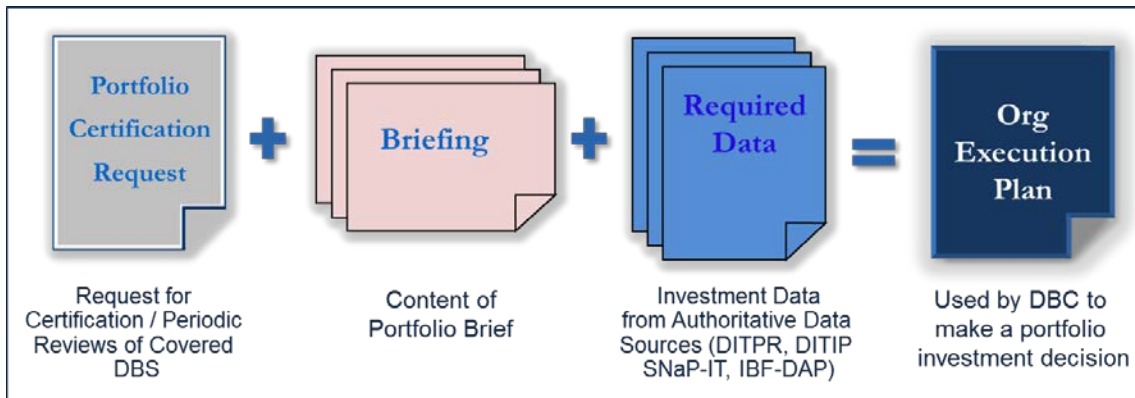 Portfolio
Certification
Request
+
Briefing
+
Required
Data
=
Org
Execution
Plan
Request for
Certification / Periodic
Reviews of Covered
DBS
Content of
Portfolio Brief
Investment Data
from Authoritative Data
Sources (DITPR, DITIP
SNaP-IT, IBF-DAP)
Used by DBC to
make a portfolio
investment decision